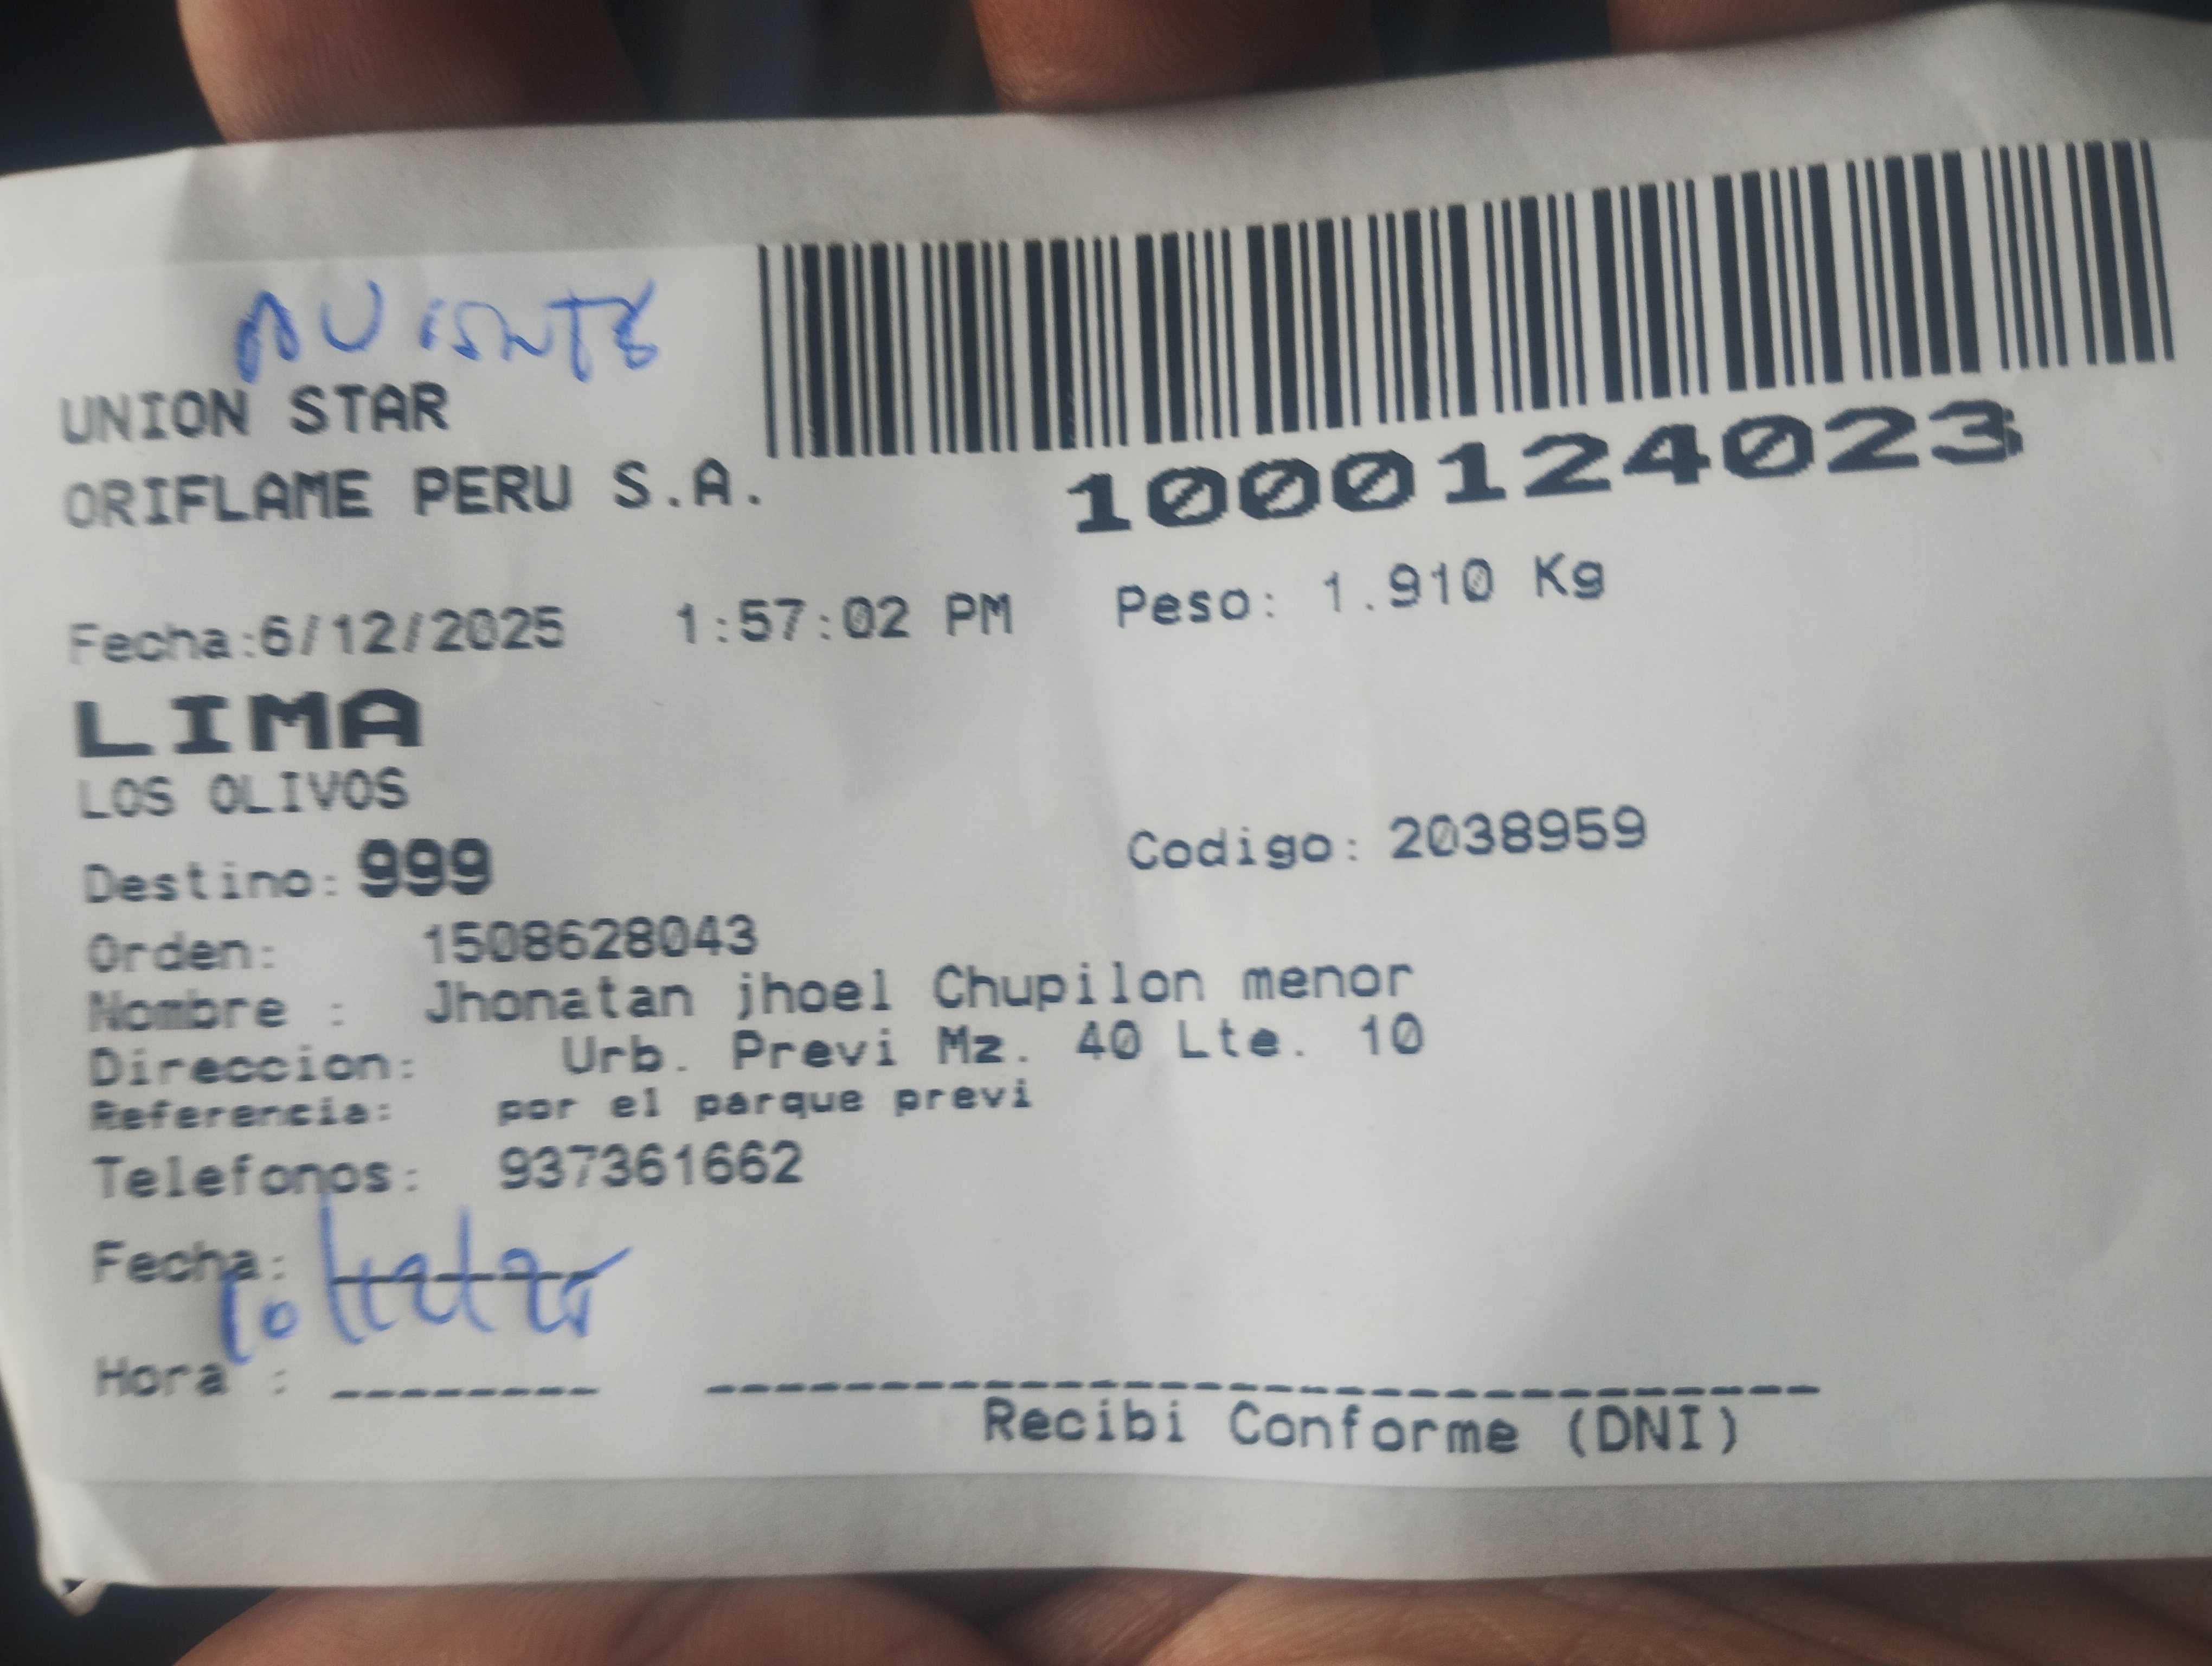 UNION STAR
ORIFLAME PERU S.A.
1000124023
Fecha:6/12/2025 1:57:02 PM Peso: 1.910 Kg
LIMA
LOS OLIVOS
Destino: 999 Codigo: 2038959
Orden: 1508628043
Nombre : Jhonatan jhoel Chupilon menor
Direccion: Urb. Previ Mz. 40 Lte. 10
Referencia: por el parque previ
Telefonos: 937361662
Fecha:
Hora :
Recibi Conforme (DNI)